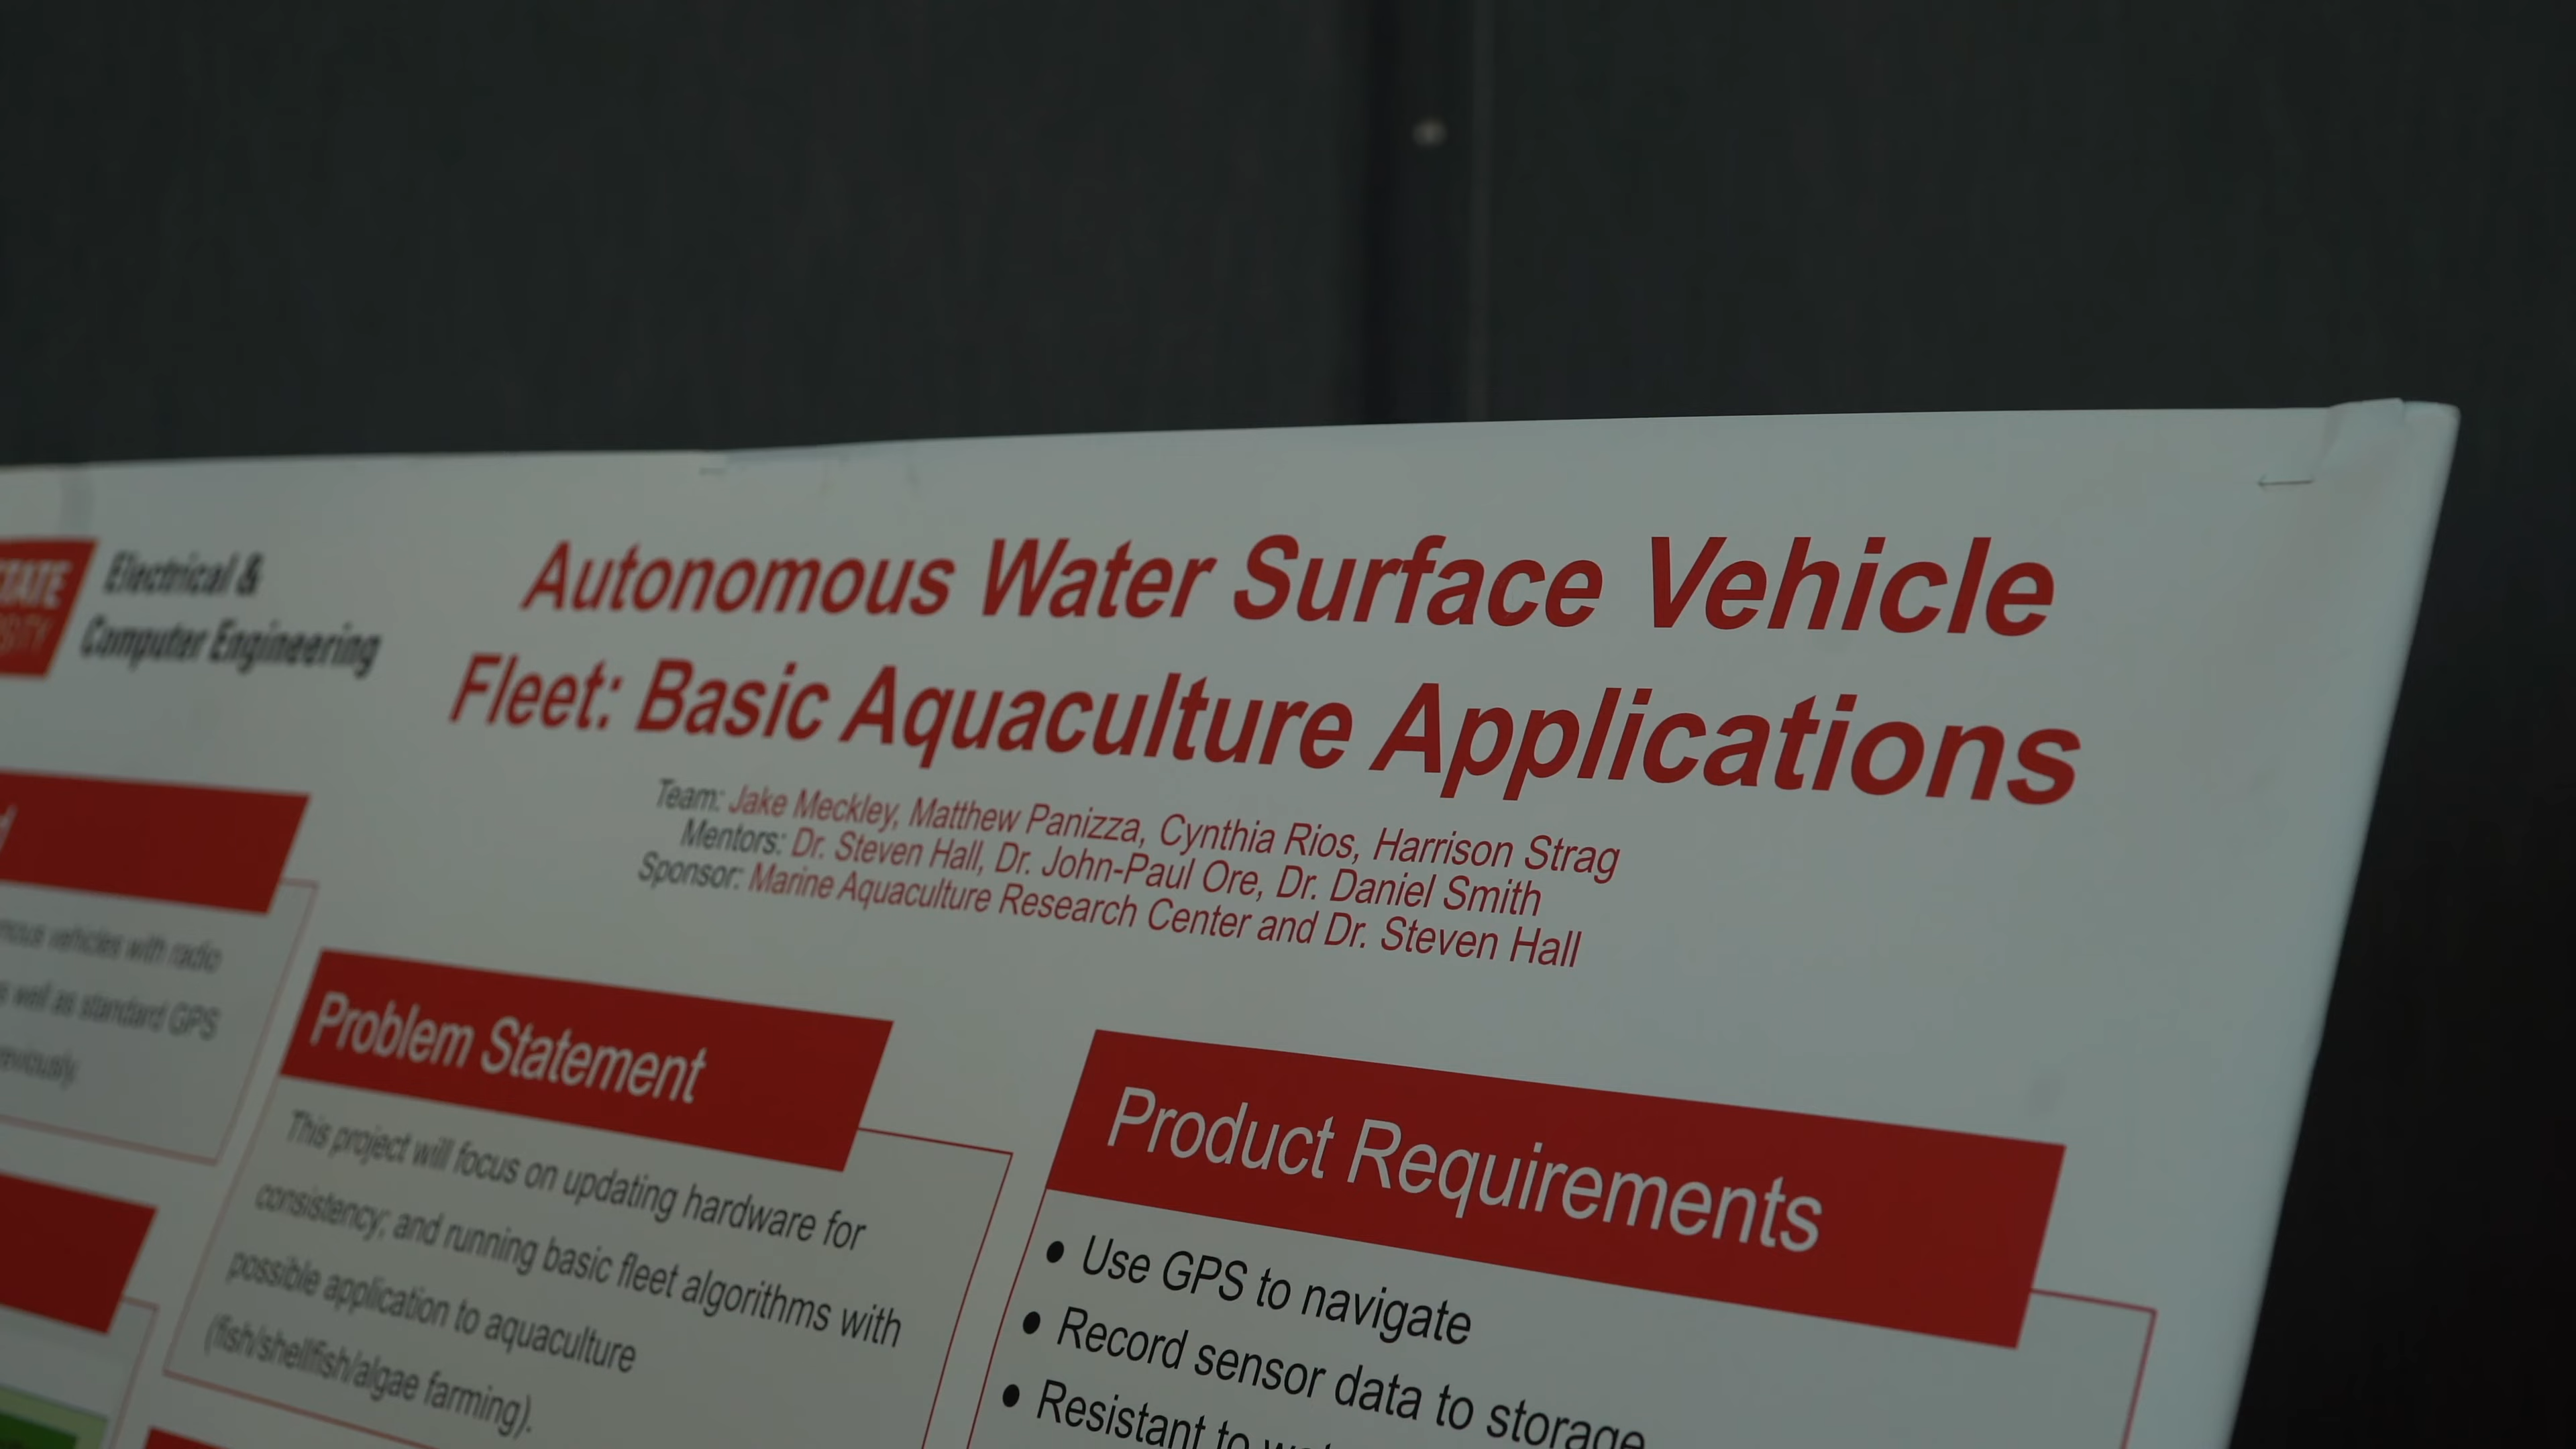 STATE
Electrical &
Computer Engineering
Autonomous Water Surface Vehicle
Fleet: Basic Aquaculture Applications
Team: Jake Meckley, Matthew Panizza, Cynthia Rios, Harrison Strag
Mentors: Dr. Steven Hall, Dr. John-Paul Ore, Dr. Daniel Smith
Sponsor: Marine Aquaculture Research Center and Dr. Steven Hall
vehicles with radio
well as standard GPS
Problem Statement
This project will focus on updating hardware for
consistency; and running basic fleet algorithms with
possible application to aquaculture
(fish/shellfish/algae farming).
Product Requirements
• Use GPS to navigate
• Record sensor data to storage
• Resistant to